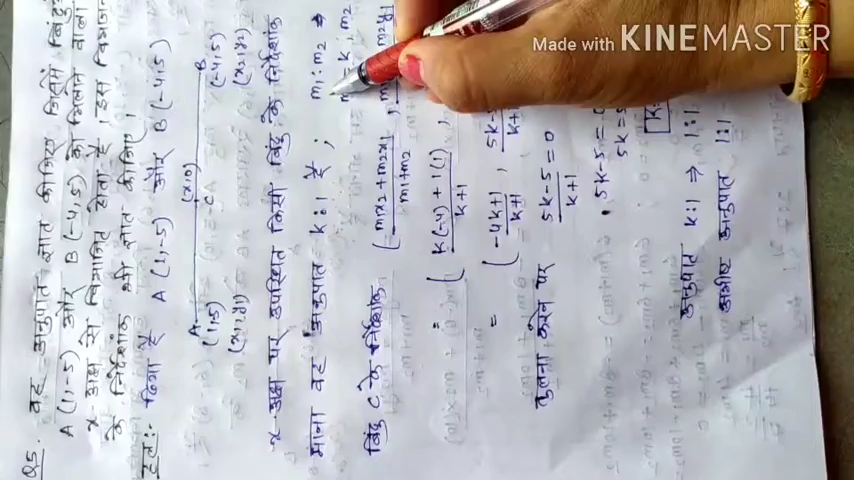 Q5. वह अनुपात ज्ञात कीजिए जिसमें बिंदु
A(1,-5) और B(-4,5) को मिलाने वाला
x-अक्ष से विभाजित होता है। इस विभाजन
के निर्देशांक भी ज्ञात कीजिए।
हल:- दिया है A(1,-5) और B(-4,5)
(x,0)
A C B
(1,5) (-4,5)
(x1,y1) (x2,y2)
x-अक्ष पर उपस्थित किसी बिंदु के निर्देशांक
माना वह अनुपात k:1 है ; m1:m2 ⇒
k, m2
बिंदु C के निर्देशांक (m1x2+m2x1/m1+m2 , m2y1
= (k(-4)+1(1)/k+1
= (-4k+1/k+1 , 5k-5/k+1
तुलना करने पर 5k-5/k+1 = 0
5k-5=0
5k=5
K=
अनुपात k:1 ⇒ 1:1
अभीष्ट अनुपात 1:1
Made with KINEMASTER